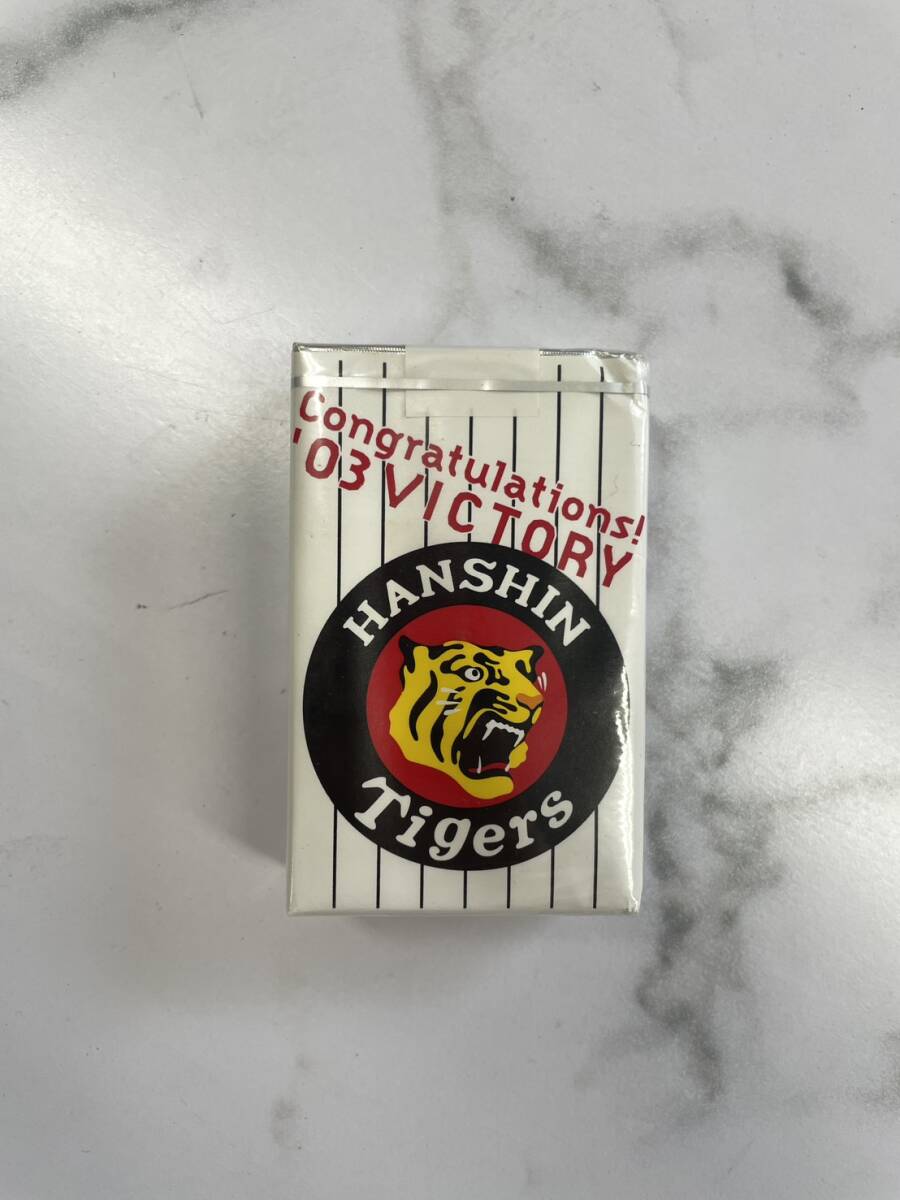 Congratulations!
'03 VICTORY
HANSHIN
Tigers